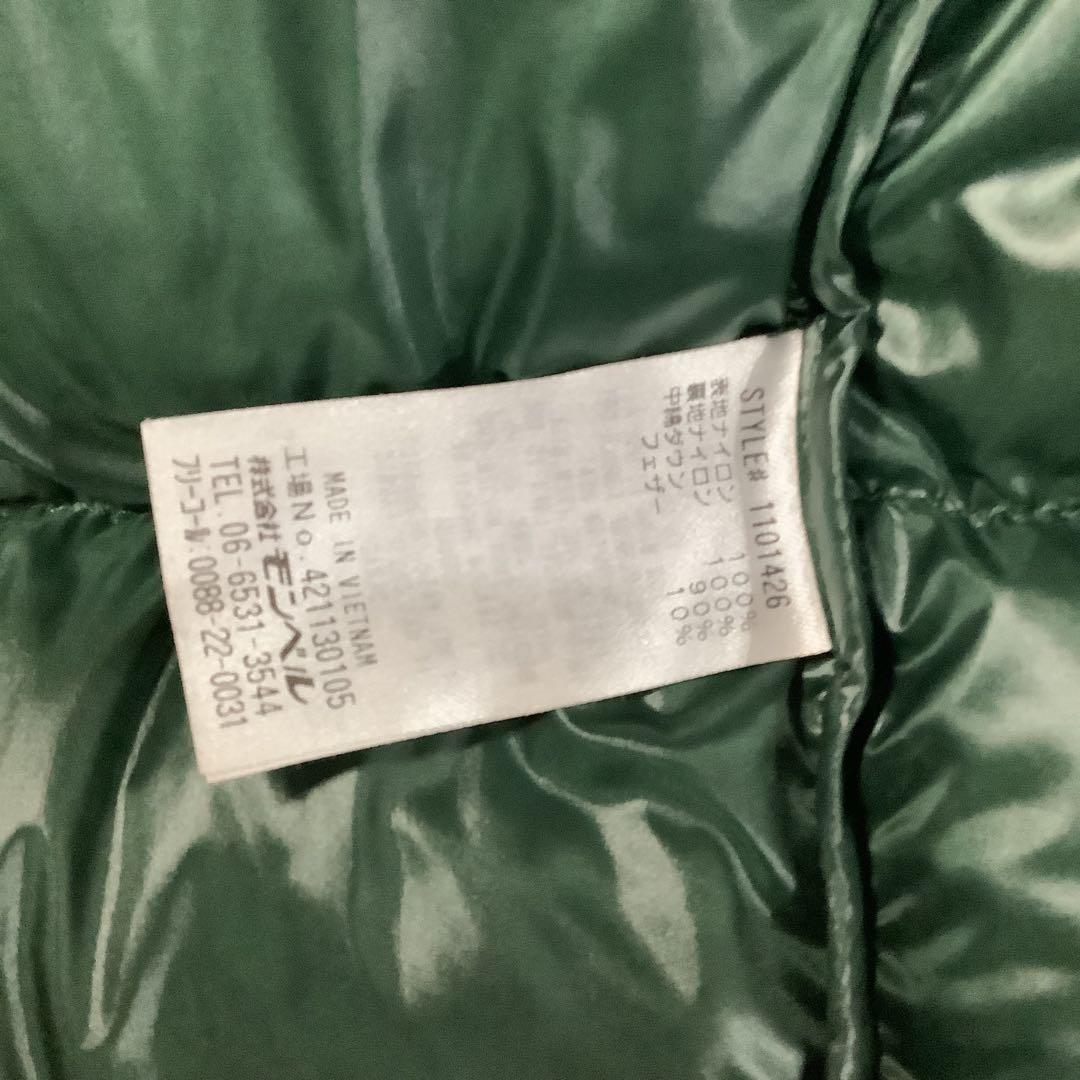 STYLE# 1101426
表地ナイロン 100%
裏地ナイロン 100%
中綿ダウン 90%
フェザー 10%
MADE IN VIETNAM
工場No. 421130105
株式会社モンベル
TEL. 06-6531-3544
フリーコール: 0088-22-0031